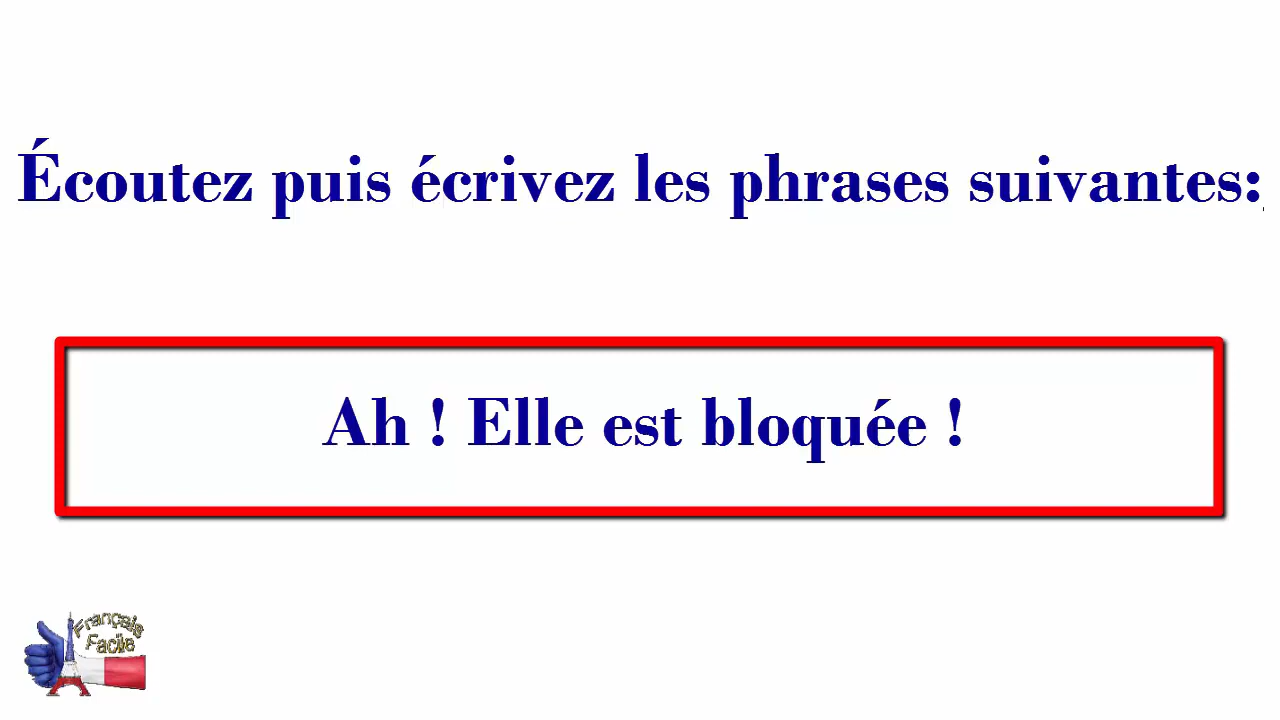 Écoutez puis écrivez les phrases suivantes:
Ah ! Elle est bloquée !
Français
Facile